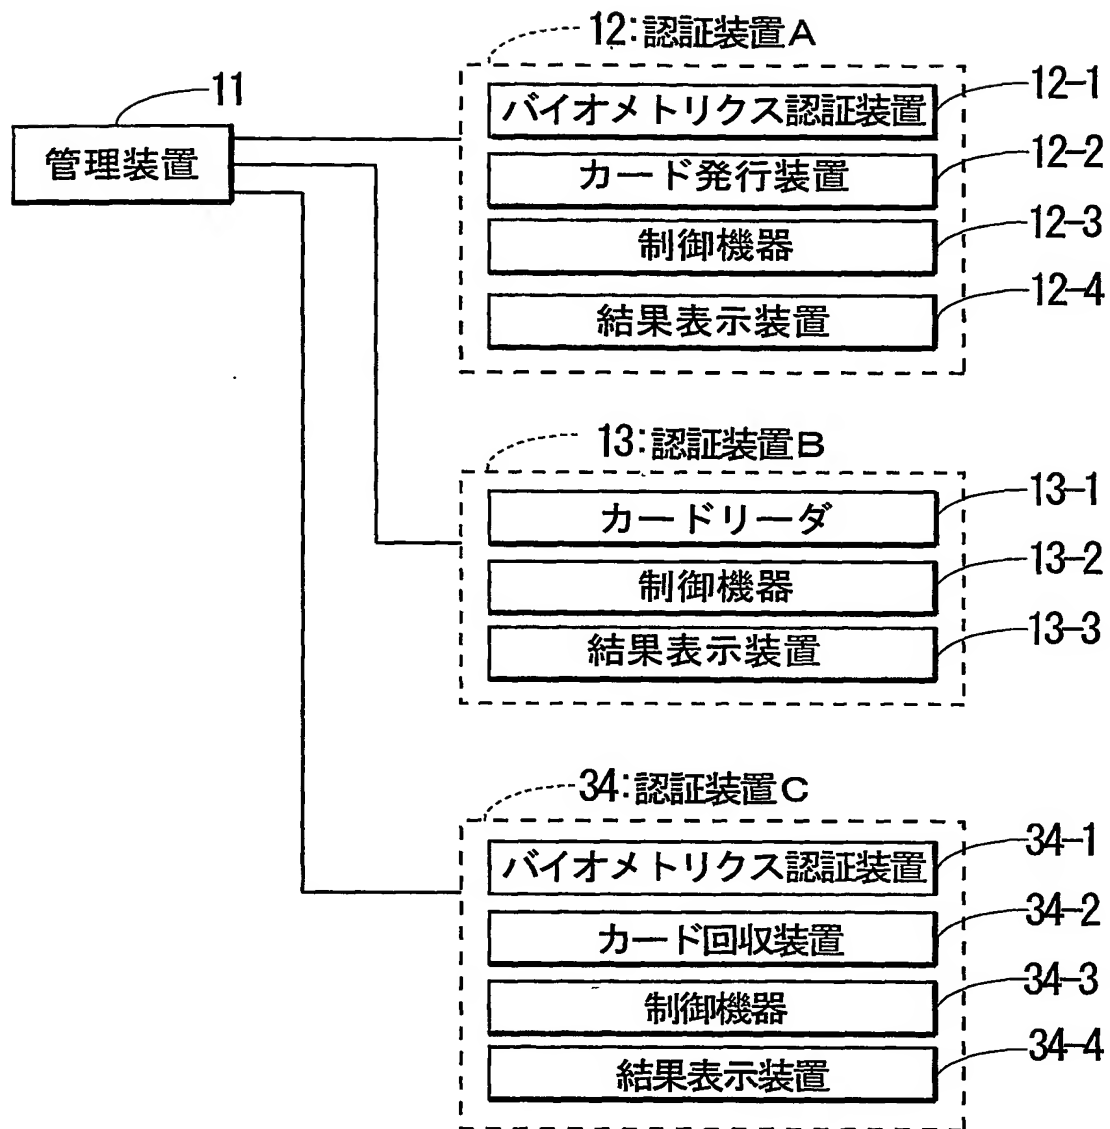 11
管理装置
12:認証装置A
バイオメトリクス認証装置
12-1
カード発行装置
12-2
制御機器
12-3
結果表示装置
12-4
13:認証装置B
カードリーダ
13-1
制御機器
13-2
結果表示装置
13-3
34:認証装置C
バイオメトリクス認証装置
34-1
カード回収装置
34-2
制御機器
34-3
結果表示装置
34-4